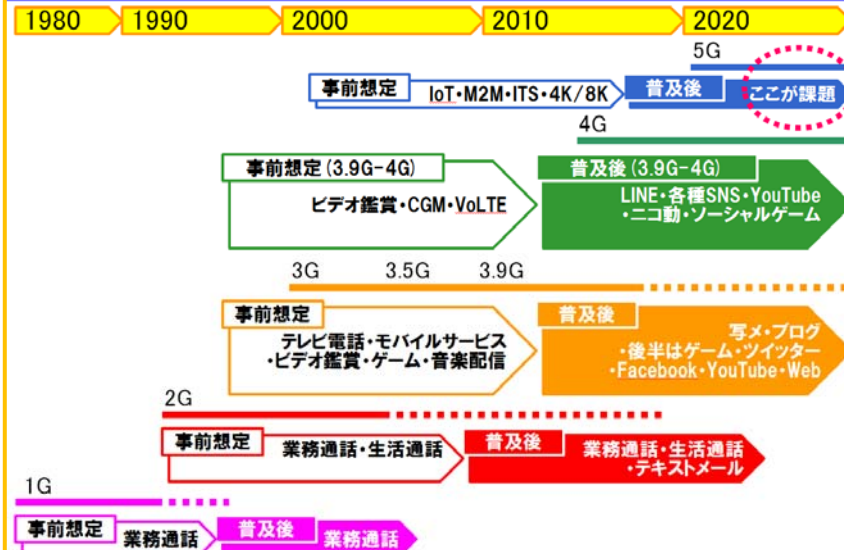 1980
1990
2000
2010
2020
5G
事前想定
IoT・M2M・ITS・4K/8K
普及後
ここが課題
4G
事前想定(3.9G-4G)
ビデオ鑑賞・CGM・VoLTE
普及後(3.9G-4G)
LINE・各種SNS・YouTube
・ニコ動・ソーシャルゲーム
3G
3.5G
3.9G
事前想定
テレビ電話・モバイルサービス
・ビデオ鑑賞・ゲーム・音楽配信
普及後
写メ・ブログ
・後半はゲーム・ツイッター
・Facebook・YouTube・Web
2G
事前想定
業務通話・生活通話
普及後
業務通話・生活通話
・テキストメール
1G
事前想定
業務通話
普及後
業務通話